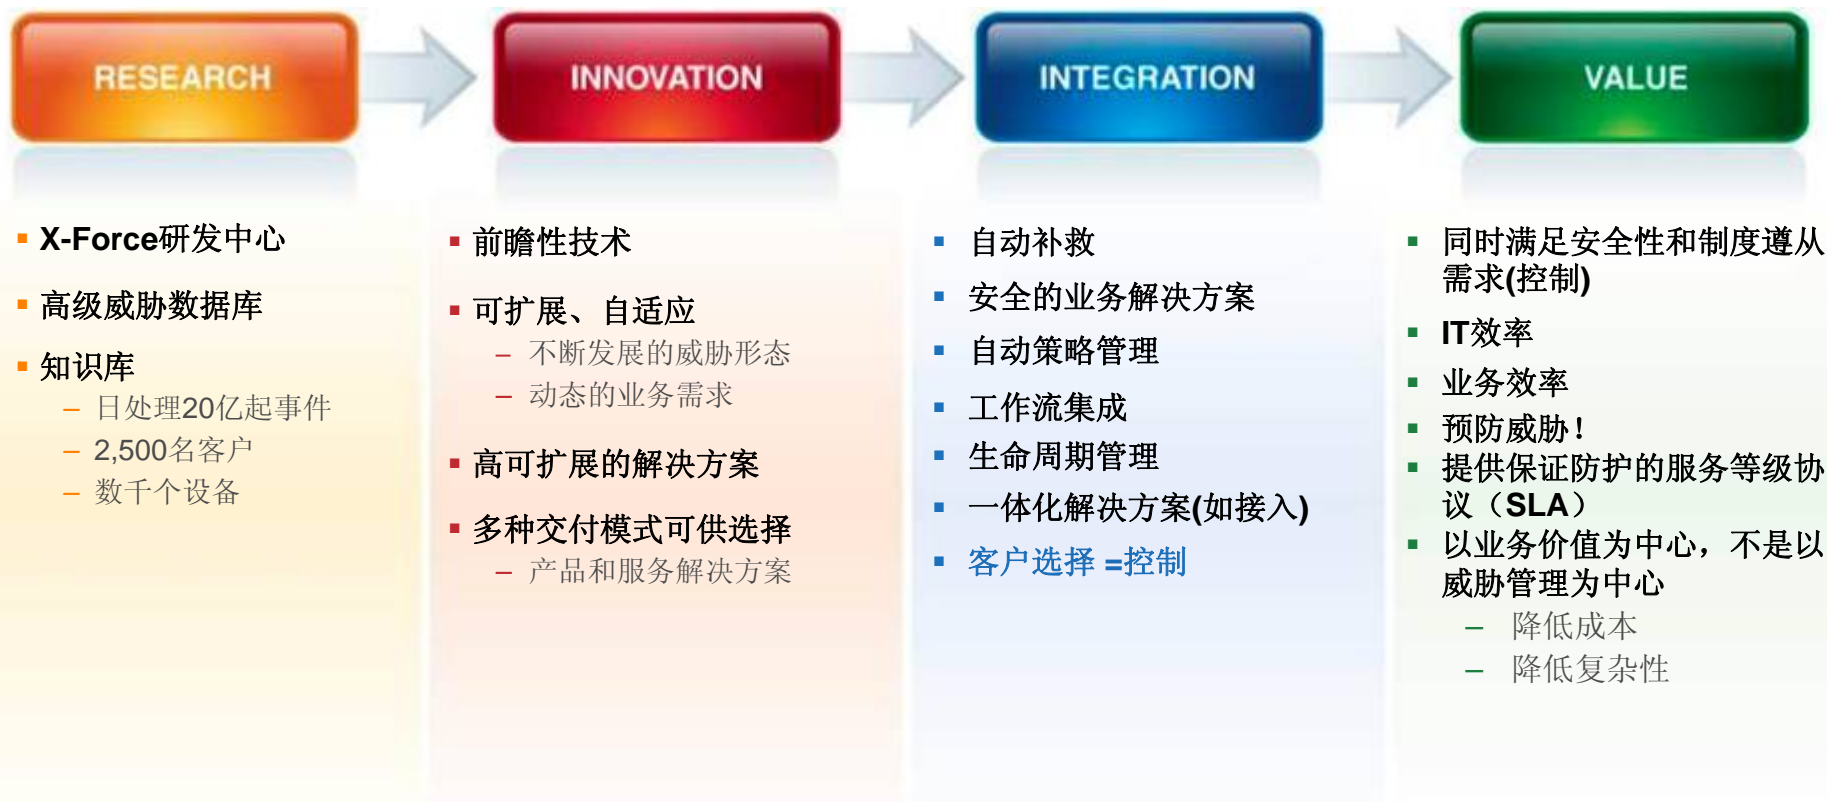 RESEARCH
INNOVATION
INTEGRATION
VALUE
X-Force研发中心
高级威胁数据库
知识库
– 日处理20亿起事件
– 2,500名客户
– 数千个设备
前瞻性技术
可扩展、自适应
– 不断发展的威胁形态
– 动态的业务需求
高可扩展的解决方案
多种交付模式可供选择
– 产品和服务解决方案
自动补救
安全的业务解决方案
自动策略管理
工作流集成
生命周期管理
一体化解决方案(如接入)
客户选择 =控制
同时满足安全性和制度遵从
需求(控制)
IT效率
业务效率
预防威胁！
提供保证防护的服务等级协
议（SLA）
以业务价值为中心，不是以
威胁管理为中心
– 降低成本
– 降低复杂性